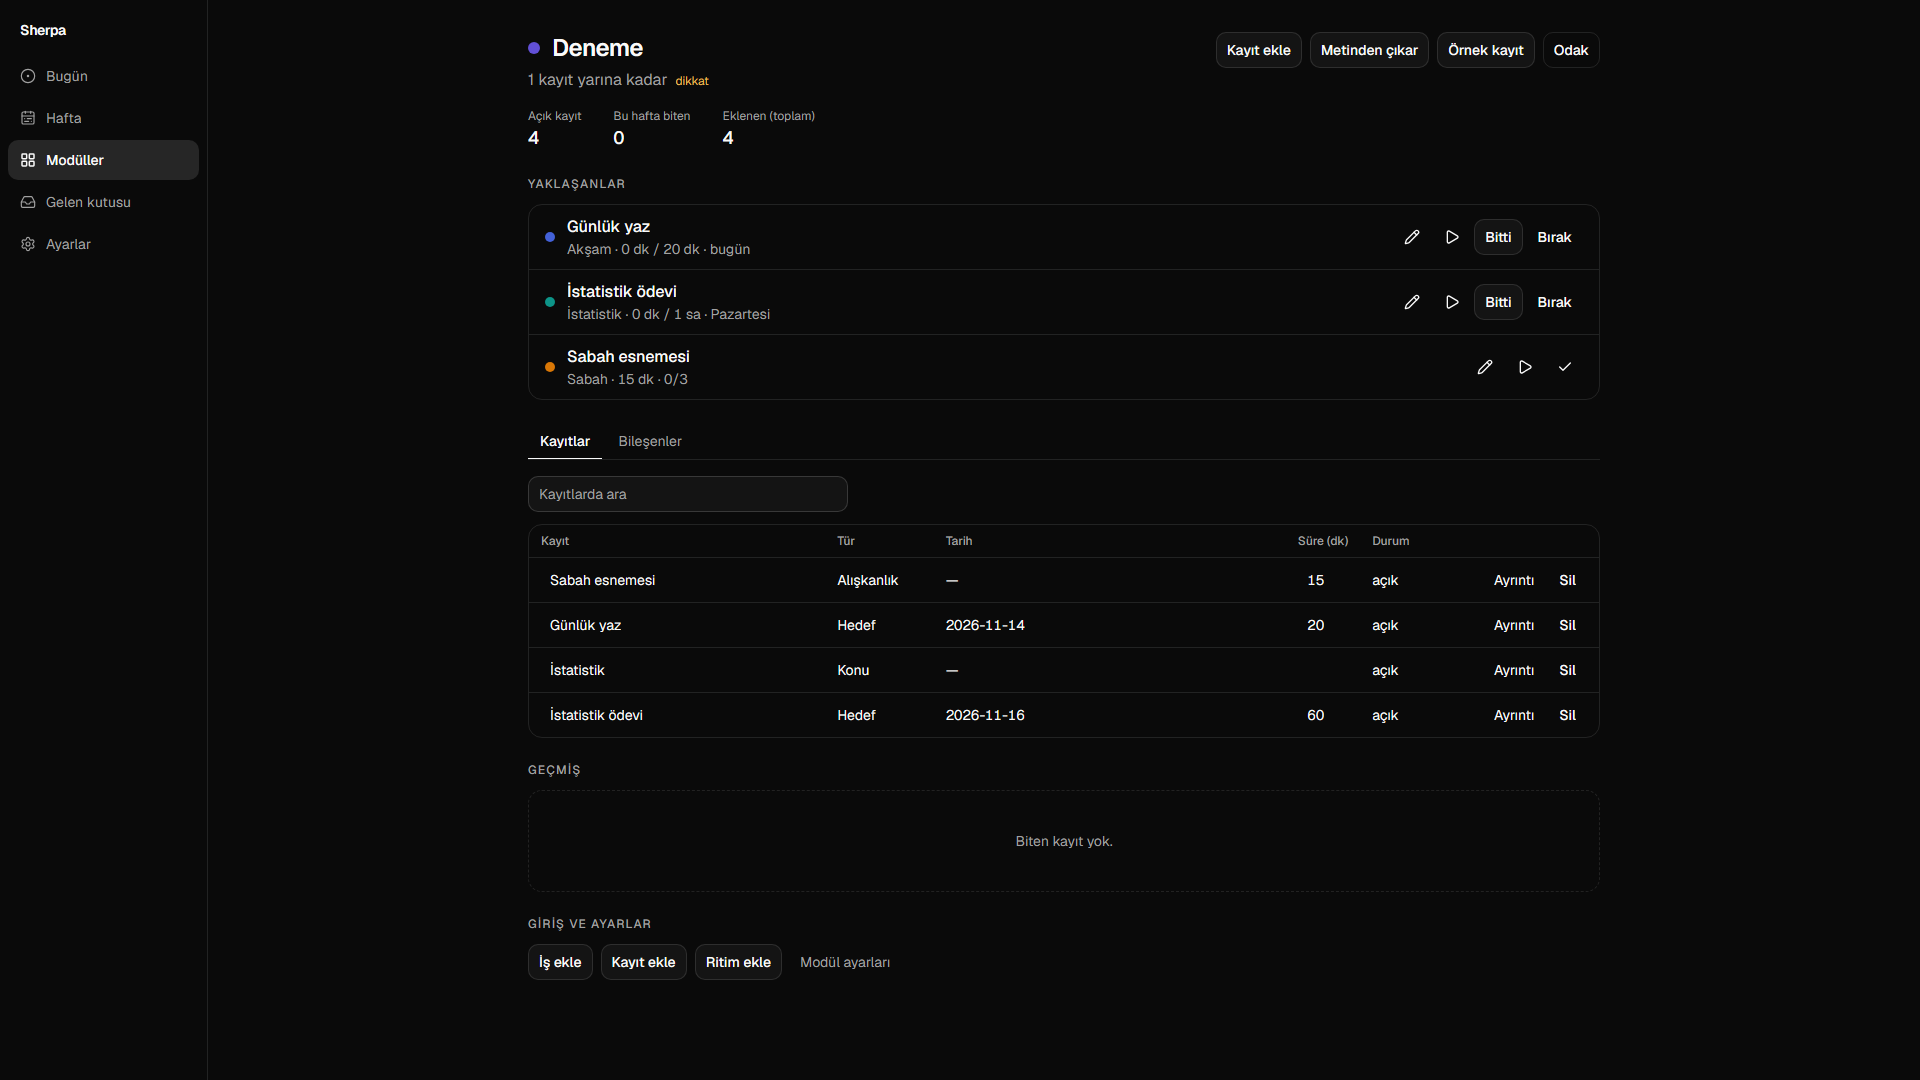 Sherpa
Bugün
Hafta
Modüller
Gelen kutusu
Ayarlar
Deneme
1 kayıt yarına kadar dikkat
Kayıt ekle Metinden çıkar Örnek kayıt Odak
Açık kayıt Bu hafta biten Eklenen (toplam)
4 0 4
YAKLAŞANLAR
Günlük yaz
Akşam · 0 dk / 20 dk · bugün
Bitti Bırak
İstatistik ödevi
İstatistik · 0 dk / 1 sa · Pazartesi
Bitti Bırak
Sabah esnemesi
Sabah · 15 dk · 0/3
Kayıtlar Bileşenler
Kayıtlarda ara
Kayıt Tür Tarih Süre (dk) Durum
Sabah esnemesi Alışkanlık — 15 açık Ayrıntı Sil
Günlük yaz Hedef 2026-11-14 20 açık Ayrıntı Sil
İstatistik Konu — açık Ayrıntı Sil
İstatistik ödevi Hedef 2026-11-16 60 açık Ayrıntı Sil
GEÇMİŞ
Biten kayıt yok.
GİRİŞ VE AYARLAR
İş ekle Kayıt ekle Ritim ekle Modül ayarları